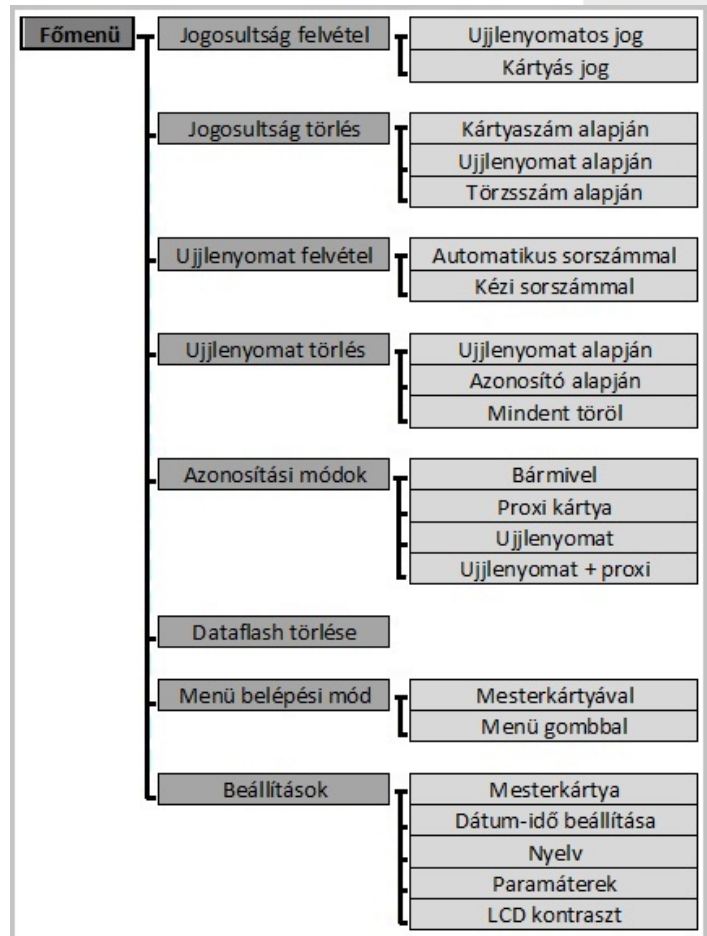 Főmenü
Jogosultság felvétel
Ujjlenyomatos jog
Kártyás jog
Jogosultság törlés
Kártyaszám alapján
Ujjlenyomat alapján
Törzsszám alapján
Ujjlenyomat felvétel
Automatikus sorszámmal
Kézi sorszámmal
Ujjlenyomat törlés
Ujjlenyomat alapján
Azonosító alapján
Mindent töröl
Azonosítási módok
Bármivel
Proxi kártya
Ujjlenyomat
Ujjlenyomat + proxi
Dataflash törlése
Menü belépési mód
Mesterkártyával
Menü gombbal
Beállítások
Mesterkártya
Dátum-idő beállítása
Nyelv
Paramáterek
LCD kontraszt